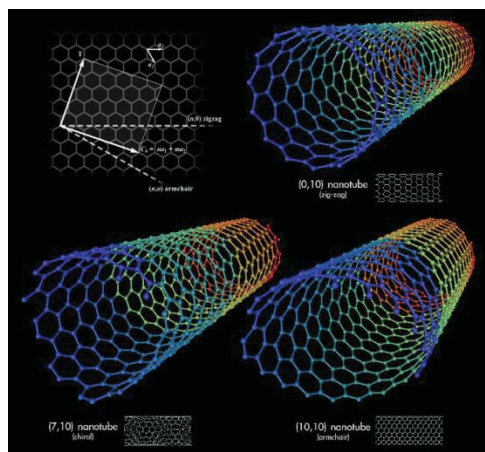 T
a₁
a₂
(n,0) zigzag
Cₕ = na₁ + ma₂
(n,n) armchair
(0,10) nanotube
(zig-zag)
(7,10) nanotube
(chiral)
(10,10) nanotube
(armchair)